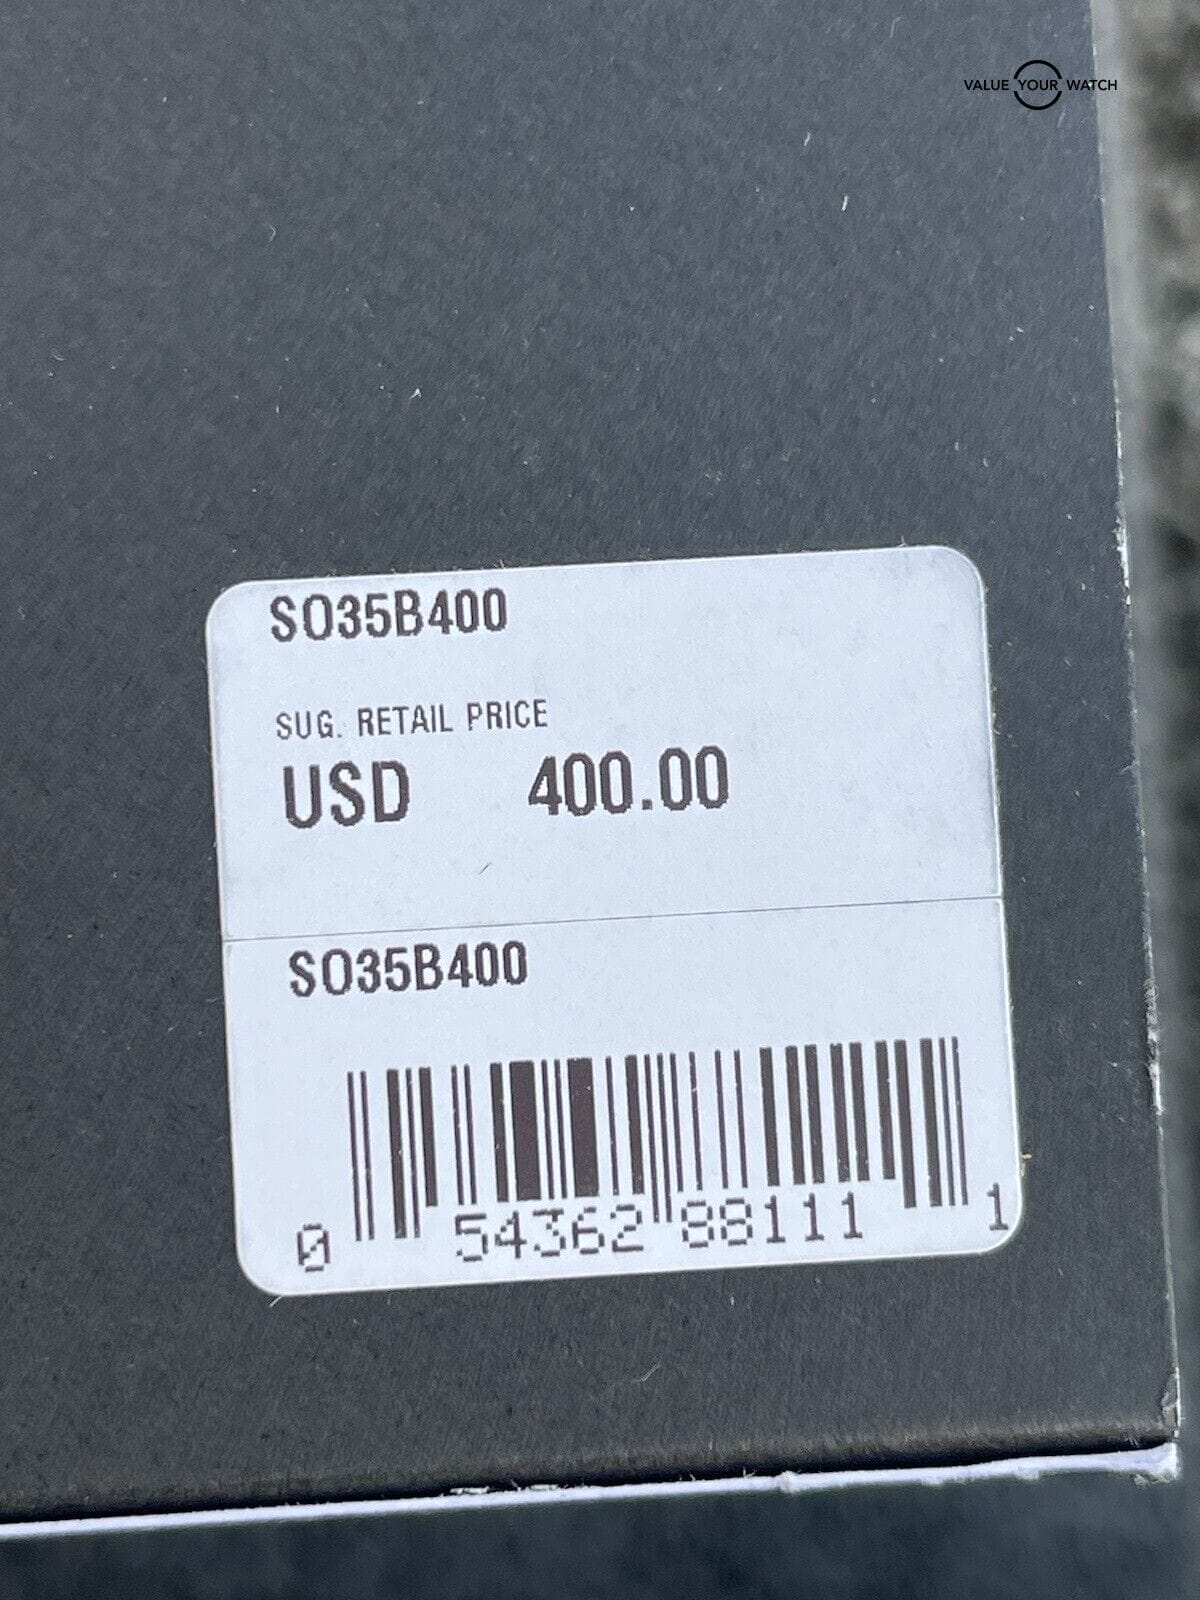 VALUE YOUR WATCH
SO35B400
SUG. RETAIL PRICE
USD 400.00
SO35B400
0 54362 88111 1